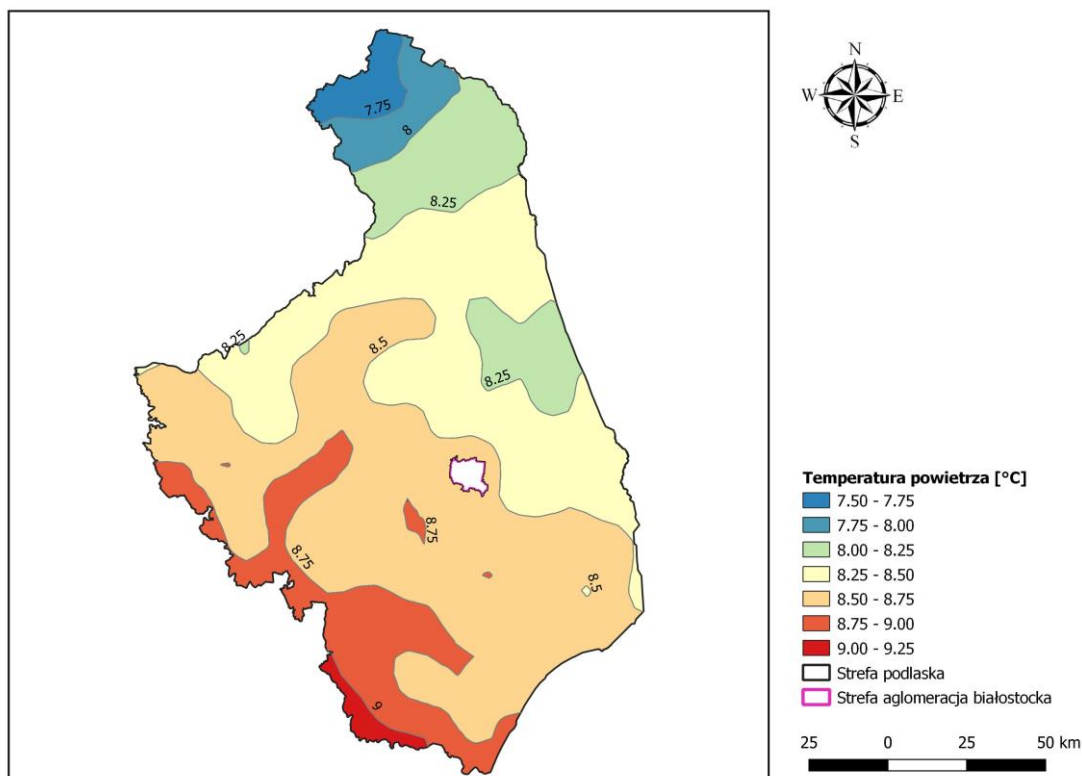 N
W E
S
7.75
8
8.25
8.25
8.5
8.25
8.75
8.75
8.5
9
Temperatura powietrza [°C]
7.50 - 7.75
7.75 - 8.00
8.00 - 8.25
8.25 - 8.50
8.50 - 8.75
8.75 - 9.00
9.00 - 9.25
Strefa podlaska
Strefa aglomeracja białostocka
25 0 25 50 km